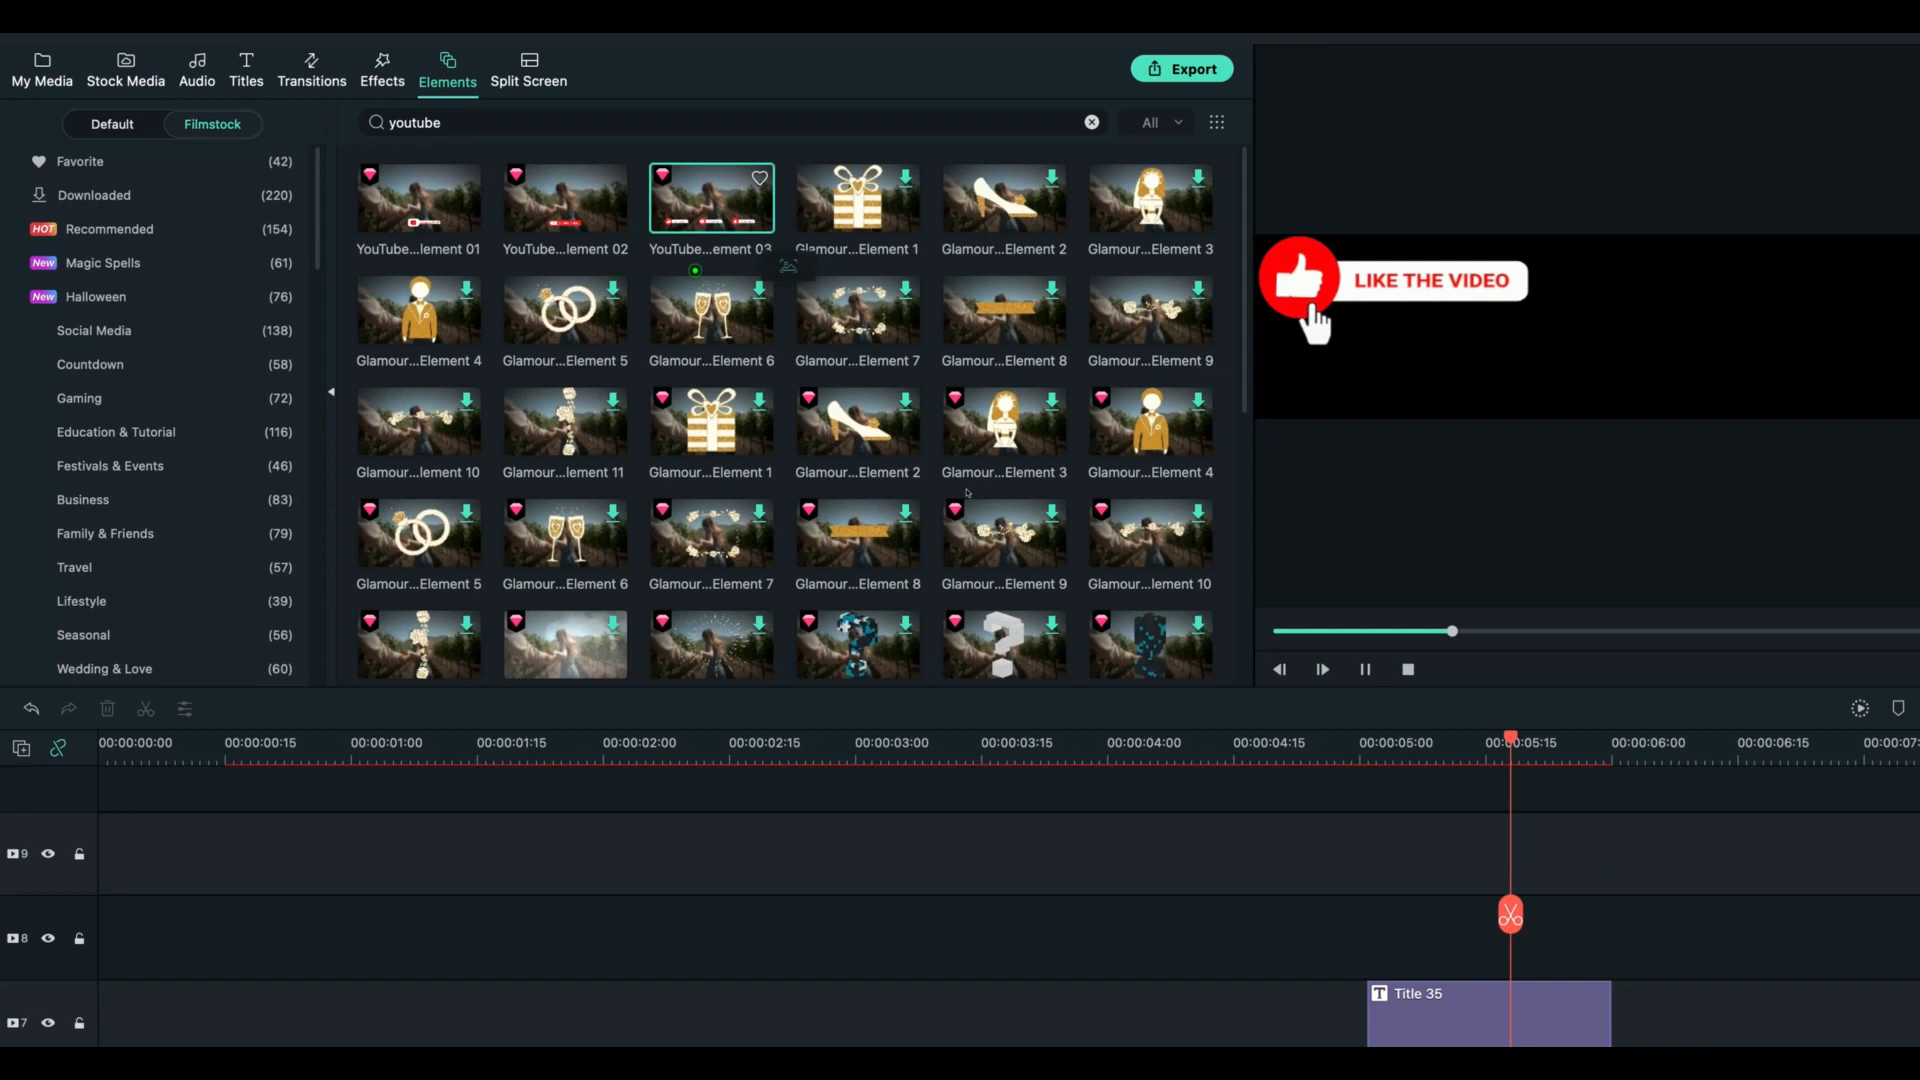 My Media
Stock Media
Audio
Titles
Transitions
Effects
Elements
Split Screen
Export
Default
Filmstock
youtube
All
Favorite (42)
Downloaded (220)
HOT Recommended (154)
New Magic Spells (61)
New Halloween (76)
Social Media (138)
Countdown (58)
Gaming (72)
Education & Tutorial (116)
Festivals & Events (46)
Business (83)
Family & Friends (79)
Travel (57)
Lifestyle (39)
Seasonal (56)
Wedding & Love (60)
YouTube...lement 01
YouTube...lement 02
YouTube...ement 03
Glamour...Element 1
Glamour...Element 2
Glamour...Element 3
Glamour...Element 4
Glamour...Element 5
Glamour...Element 6
Glamour...Element 7
Glamour...Element 8
Glamour...Element 9
Glamour...lement 10
Glamour...lement 11
Glamour...Element 1
Glamour...Element 2
Glamour...Element 3
Glamour...Element 4
Glamour...Element 5
Glamour...Element 6
Glamour...Element 7
Glamour...Element 8
Glamour...Element 9
Glamour...lement 10
LIKE THE VIDEO
00:00:00:00
00:00:00:15
00:00:01:00
00:00:01:15
00:00:02:00
00:00:02:15
00:00:03:00
00:00:03:15
00:00:04:00
00:00:04:15
00:00:05:00
00:00:05:15
00:00:06:00
00:00:06:15
00:00:07:
9
8
7
T Title 35